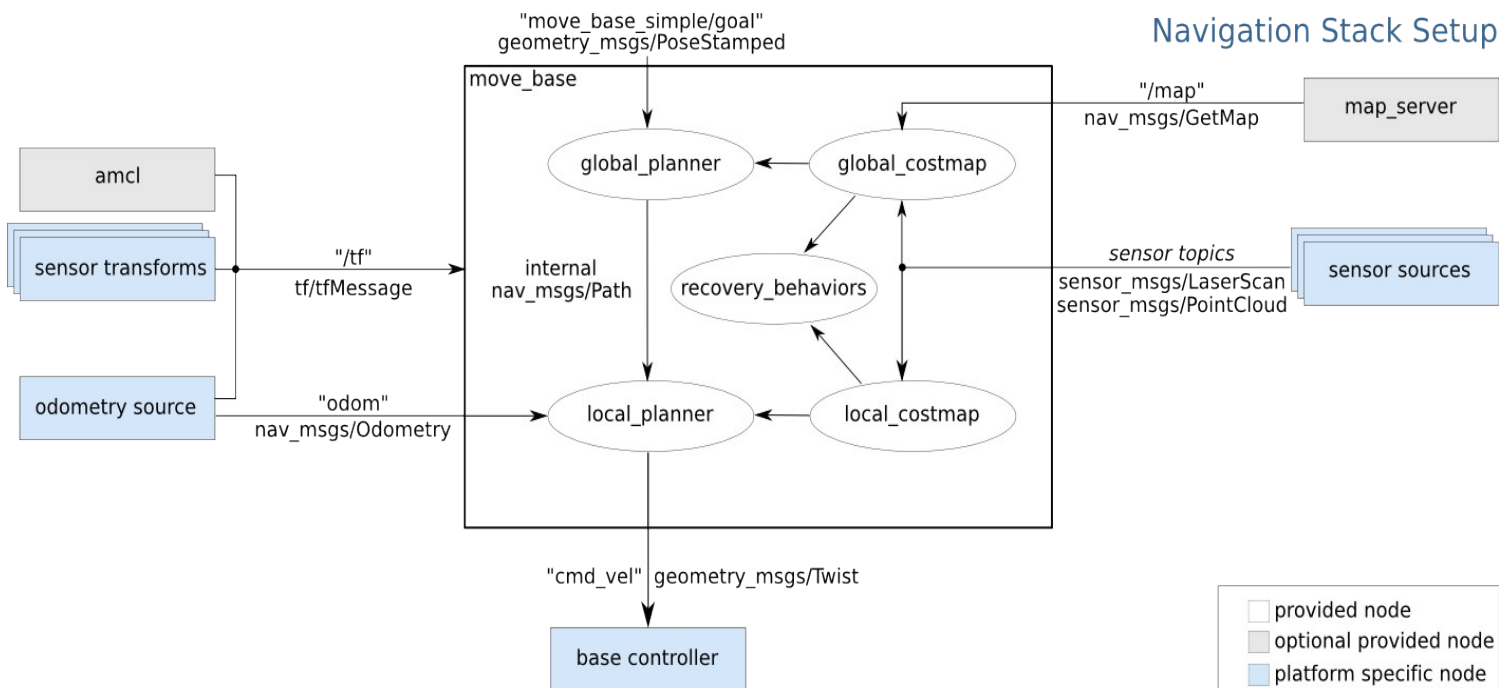 Navigation Stack Setup
"move_base_simple/goal"
geometry_msgs/PoseStamped
move_base
"/map"
nav_msgs/GetMap
map_server
global_planner
global_costmap
amcl
sensor transforms
"/tf"
tf/tfMessage
internal
nav_msgs/Path
recovery_behaviors
sensor topics
sensor_msgs/LaserScan
sensor_msgs/PointCloud
sensor sources
odometry source
"odom"
nav_msgs/Odometry
local_planner
local_costmap
"cmd_vel" geometry_msgs/Twist
base controller
provided node
optional provided node
platform specific node